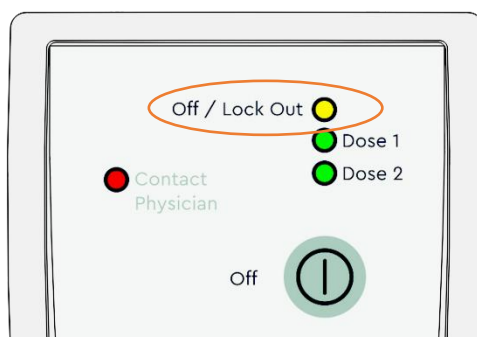 Off / Lock Out
Dose 1
Dose 2
Contact
Physician
Off